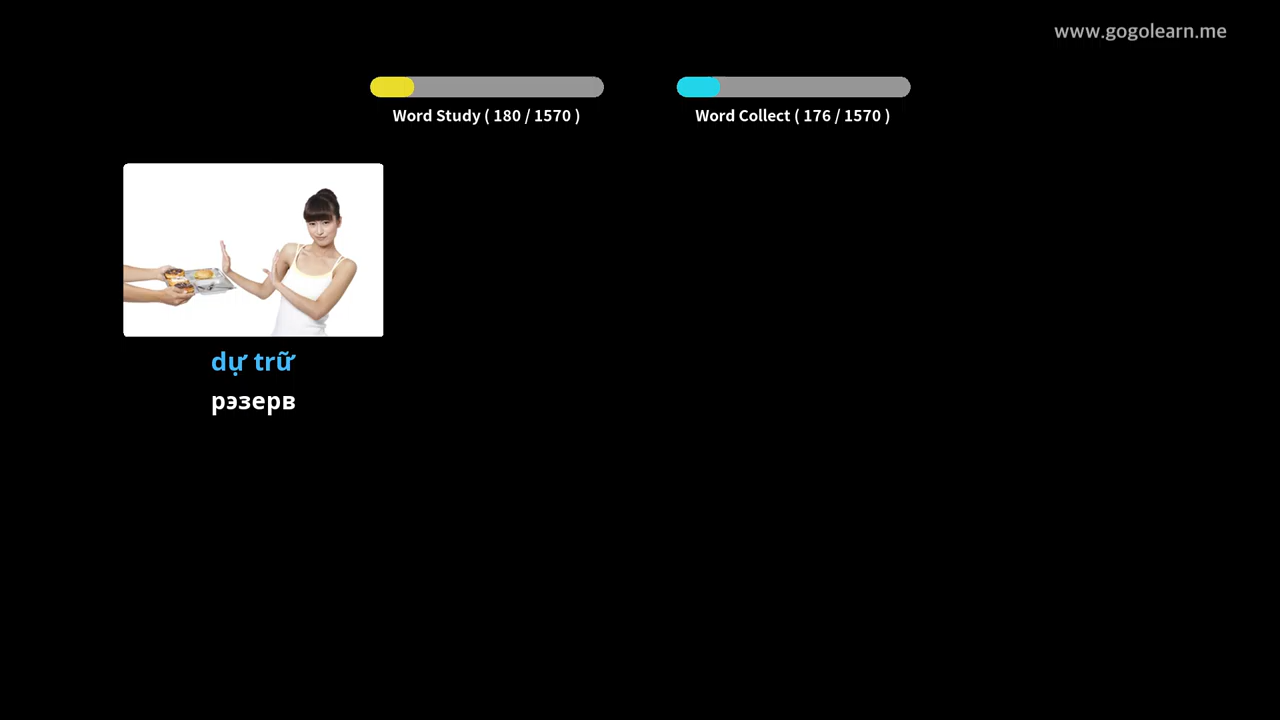 www.gogolearn.me
Word Study ( 180 / 1570 )
Word Collect ( 176 / 1570 )
dự trữ
рэзерв